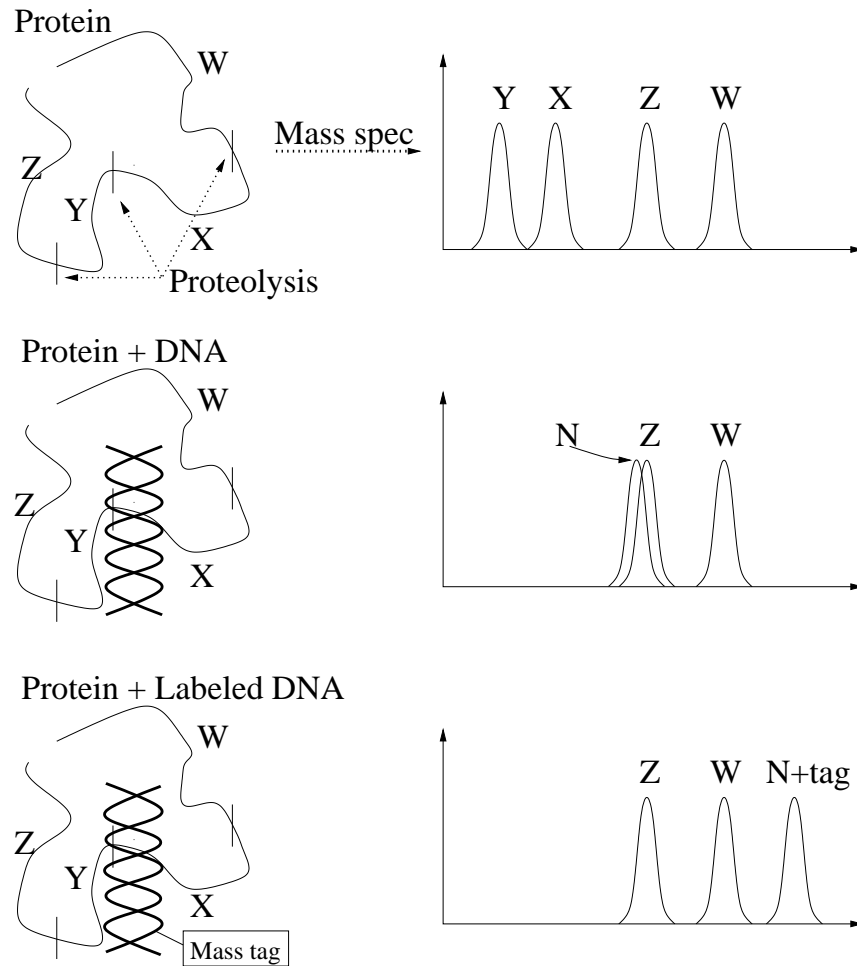 Protein
W
Y X Z W
Mass spec
Z
Y
X
Proteolysis
Protein + DNA
W
N Z W
Z
Y
X
Protein + Labeled DNA
W
Z W N+tag
Z
Y
X
Mass tag